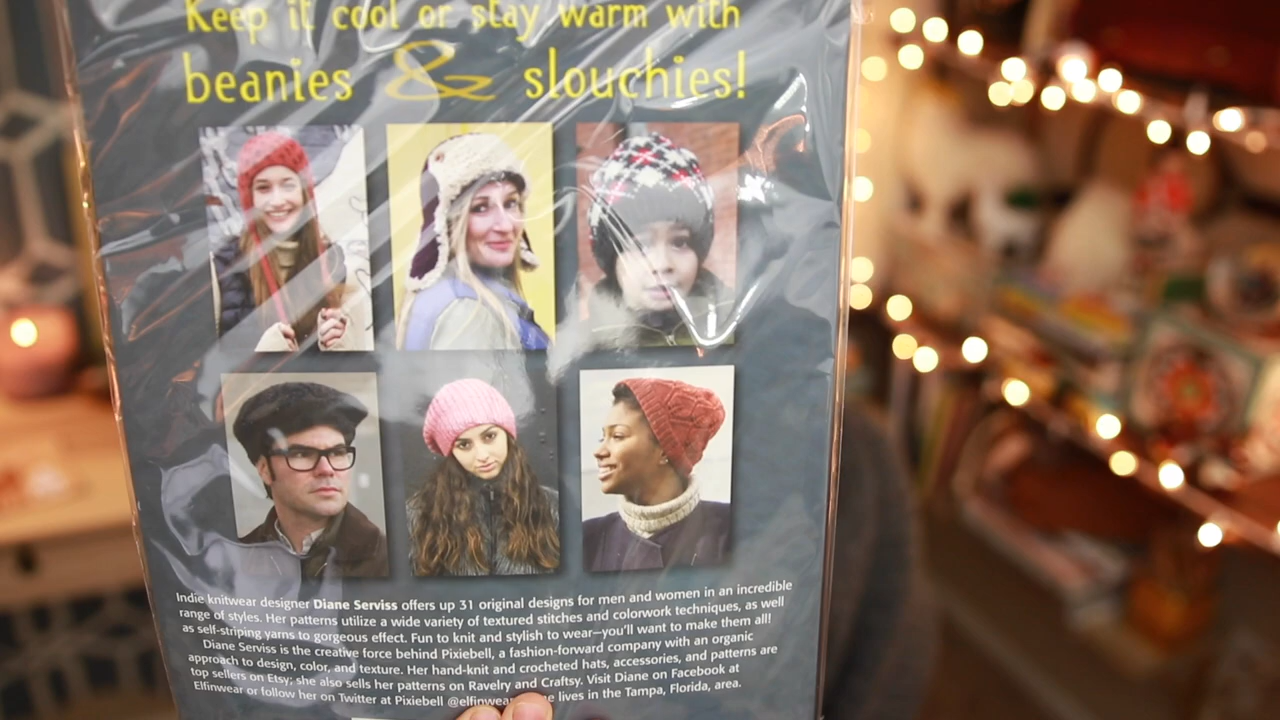 Keep it cool or stay warm with
beanies & slouchies!
Indie knitwear designer Diane Serviss offers up 31 original designs for men and women in an incredible
range of styles. Her patterns utilize a wide variety of textured stitches and colorwork techniques, as well
as self-striping yarns to gorgeous effect. Fun to knit and stylish to wear—you'll want to make them all!
Diane Serviss is the creative force behind Pixiebell, a fashion-forward company with an organic
approach to design, color, and texture. Her hand-knit and crocheted hats, accessories, and patterns are
top sellers on Etsy; she also sells her patterns on Ravelry and Craftsy. Visit Diane on Facebook at
Elfinwear or follow her on Twitter at Pixiebell lives in the Tampa, Florida, area.